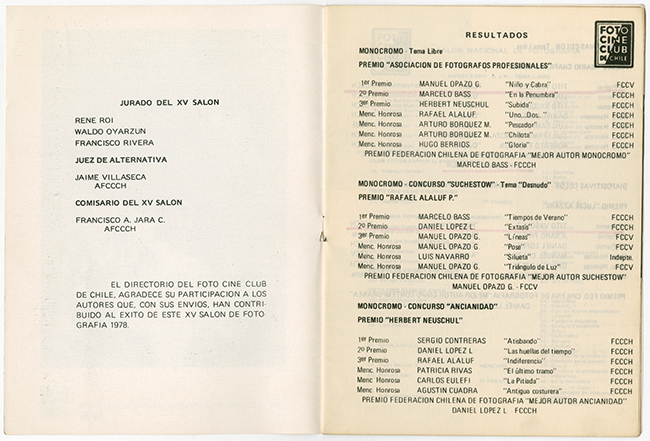 JURADO DEL XV SALON
RENE ROI
WALDO OYARZUN
FRANCISCO RIVERA
JUEZ DE ALTERNATIVA
JAIME VILLASECA
AFCCCH
COMISARIO DEL XV SALON
FRANCISCO A. JARA C.
AFCCCH
EL DIRECTORIO DEL FOTO CINE CLUB
DE CHILE, AGRADECE SU PARTICIPACION A LOS
AUTORES QUE, CON SUS ENVIOS, HAN CONTRI
BUIDO AL EXITO DE ESTE XV SALON DE FOTO
GRAFIA 1978.
FOTO
CINE
CLUB
DE CHILE
RESULTADOS
MONOCROMO - Tema Libre
PREMIO "ASOCIACION DE FOTOGRAFOS PROFESIONALES"
1er Premio MANUEL OPAZO G. "Niño y Cabra" FCCV
2º Premio MARCELO BASS "En la Penumbra" FCCCH
3er Premio HERBERT NEUSCHUL "Subida" FCCCH
Menc. Honrosa RAFAEL ALALUF "Uno...Dos..." FCCCH
Menc. Honrosa ARTURO BORQUEZ M. "Pescador" FCCCH
Menc. Honrosa ARTURO BORQUEZ M. "Chilota" FCCCH
Menc. Honrosa HUGO BERRIOS "Gloria" FCCCH
PREMIO FEDERACION CHILENA DE FOTOGRAFIA "MEJOR AUTOR MONOCROMO"
MARCELO BASS - FCCCH
MONOCROMO - CONCURSO "SUCHESTOW" - Tema "Desnudo"
PREMIO "RAFAEL ALALUF P."
1er Premio MARCELO BASS "Tiempos de Verano" FCCCH
2º Premio DANIEL LOPEZ L. "Extasis" FCCCH
3er Premio MANUEL OPAZO G. "Líneas" FCCV
Menc. Honrosa MANUEL OPAZO G. "Pose" FCCV
Menc. Honrosa LUIS NAVARRO "Silueta" Indepte.
Menc. Honrosa MANUEL OPAZO G. "Triángulo de Luz" FCCV
PREMIO FEDERACION CHILENA DE FOTOGRAFIA "MEJOR AUTOR SUCHESTOW"
MANUEL OPAZO G. - FCCV
MONOCROMO - CONCURSO "ANCIANIDAD"
PREMIO "HERBERT NEUSCHUL"
1er Premio SERGIO CONTRERAS "Atisbando" FCCCH
2º Premio DANIEL LOPEZ L "Las huellas del tiempo" FCCCH
3er Premio RAFAEL ALALUF "Indiferencia" FCCCH
Menc. Honrosa PATRICIA RIVAS "El último tramo" FCCCH
Menc. Honrosa CARLOS EULEFI "La Pitiada" FCCCH
Menc. Honrosa AGUSTIN CUADRA "Antigua costurera" FCCCH
PREMIO FEDERACION CHILENA DE FOTOGRAFIA "MEJOR AUTOR ANCIANIDAD"
DANIEL LOPEZ L FCCCH